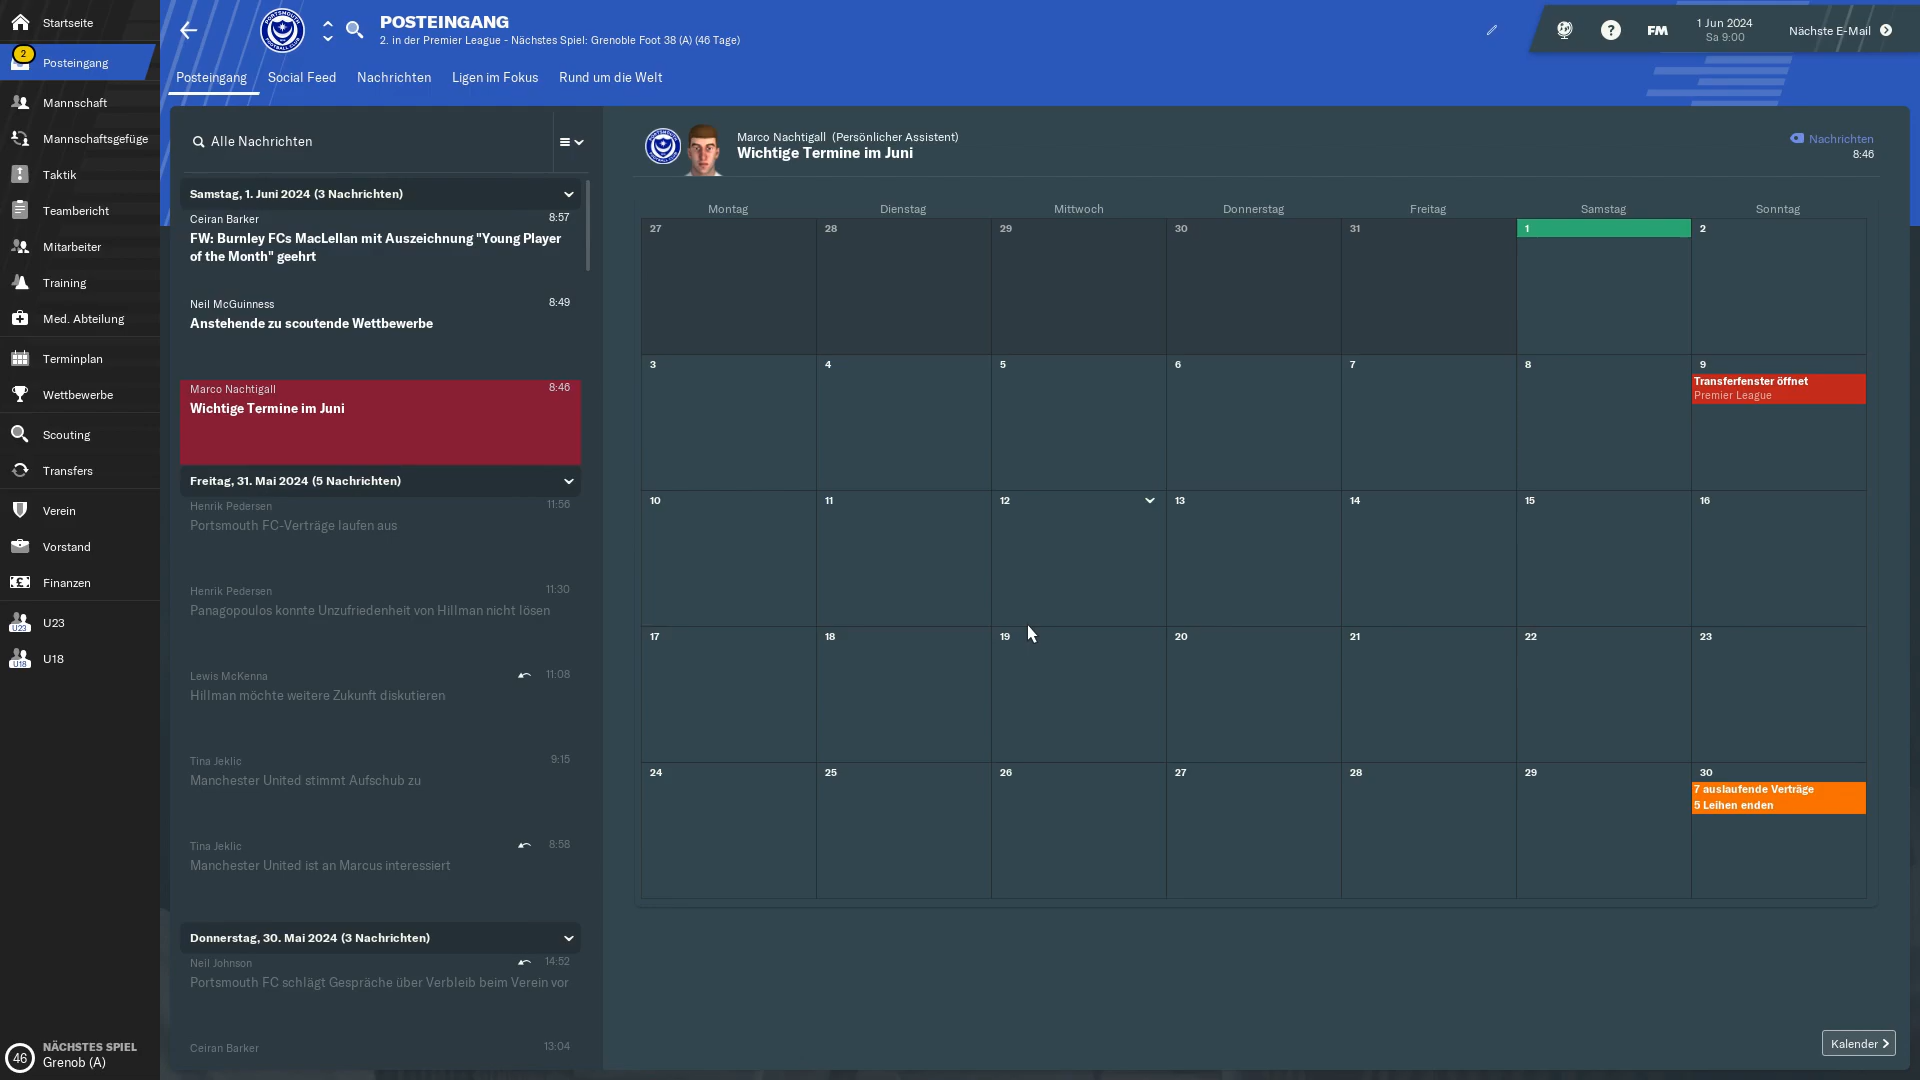 Startseite
2
Posteingang
Mannschaft
Mannschaftsgefüge
Taktik
Teambericht
Mitarbeiter
Training
Med. Abteilung
Terminplan
Wettbewerbe
Scouting
Transfers
Verein
Vorstand
Finanzen
U23
U23
U18
U18
46
NÄCHSTES SPIEL
Grenob (A)
POSTEINGANG
2. in der Premier League - Nächstes Spiel: Grenoble Foot 38 (A) (46 Tage)
?
FM
1 Jun 2024
Sa 9:00
Nächste E-Mail
Posteingang
Social Feed
Nachrichten
Ligen im Fokus
Rund um die Welt
Alle Nachrichten
Samstag, 1. Juni 2024 (3 Nachrichten)
Ceiran Barker 8:57
FW: Burnley FCs MacLellan mit Auszeichnung "Young Player
of the Month" geehrt
Neil McGuinness 8:49
Anstehende zu scoutende Wettbewerbe
Marco Nachtigall 8:46
Wichtige Termine im Juni
Freitag, 31. Mai 2024 (5 Nachrichten)
Henrik Pedersen 11:56
Portsmouth FC-Verträge laufen aus
Henrik Pedersen 11:30
Panagopoulos konnte Unzufriedenheit von Hillman nicht lösen
Lewis McKenna 11:08
Hillman möchte weitere Zukunft diskutieren
Tina Jeklic 9:15
Manchester United stimmt Aufschub zu
Tina Jeklic 8:58
Manchester United ist an Marcus interessiert
Donnerstag, 30. Mai 2024 (3 Nachrichten)
Neil Johnson 14:52
Portsmouth FC schlägt Gespräche über Verbleib beim Verein vor
Ceiran Barker 13:04
Marco Nachtigall (Persönlicher Assistent)
Wichtige Termine im Juni
Nachrichten
8:46
Montag Dienstag Mittwoch Donnerstag Freitag Samstag Sonntag
27 28 29 30 31 1 2
3 4 5 6 7 8 9
Transferfenster öffnet
Premier League
10 11 12 13 14 15 16
17 18 19 20 21 22 23
24 25 26 27 28 29 30
7 auslaufende Verträge
5 Leihen enden
Kalender